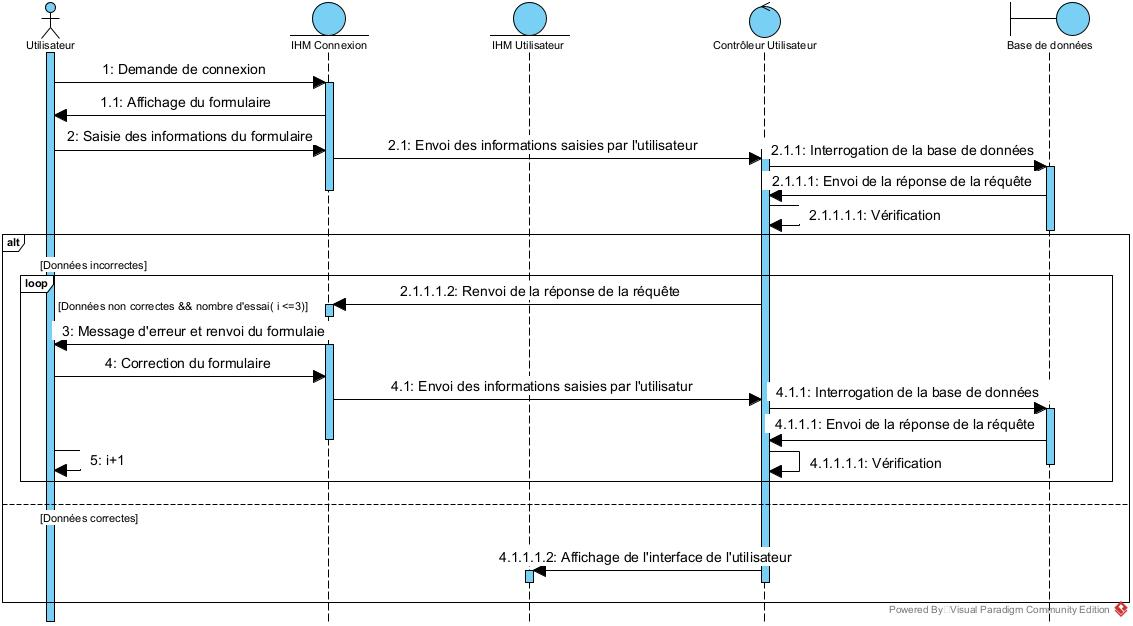 Utilisateur
IHM Connexion
IHM Utilisateur
Contrôleur Utilisateur
Base de données
1: Demande de connexion
1.1: Affichage du formulaire
2: Saisie des informations du formulaire
2.1: Envoi des informations saisies par l'utilisateur
2.1.1: Interrogation de la base de données
2.1.1.1: Envoi de la réponse de la réquête
2.1.1.1.1: Vérification
alt
[Données incorrectes]
loop
2.1.1.1.2: Renvoi de la réponse de la réquête
[Données non correctes && nombre d'essai( i <=3)]
3: Message d'erreur et renvoi du formulaie
4: Correction du formulaire
4.1: Envoi des informations saisies par l'utilisatur
4.1.1: Interrogation de la base de données
4.1.1.1: Envoi de la réponse de la réquête
5: i+1
4.1.1.1.1: Vérification
[Données correctes]
4.1.1.1.2: Affichage de l'interface de l'utilisateur
Powered By Visual Paradigm Community Edition